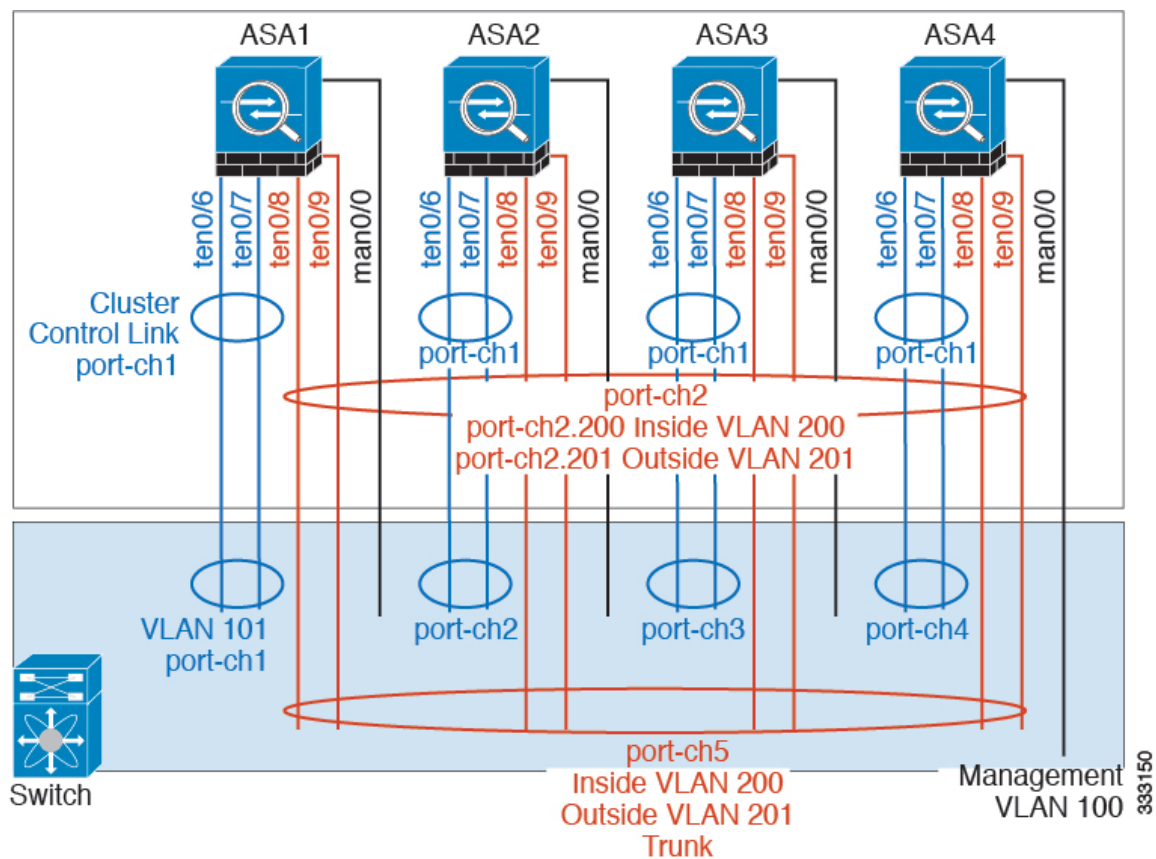 ASA1
ASA2
ASA3
ASA4
ten0/6
ten0/7
ten0/8
ten0/9
man0/0
ten0/6
ten0/7
ten0/8
ten0/9
man0/0
ten0/6
ten0/7
ten0/8
ten0/9
man0/0
ten0/6
ten0/7
ten0/8
ten0/9
man0/0
Cluster
Control Link
port-ch1
port-ch1
port-ch1
port-ch1
port-ch2
port-ch2.200 Inside VLAN 200
port-ch2.201 Outside VLAN 201
VLAN 101
port-ch1
port-ch2
port-ch3
port-ch4
Switch
port-ch5
Inside VLAN 200
Outside VLAN 201
Trunk
Management
VLAN 100
333150